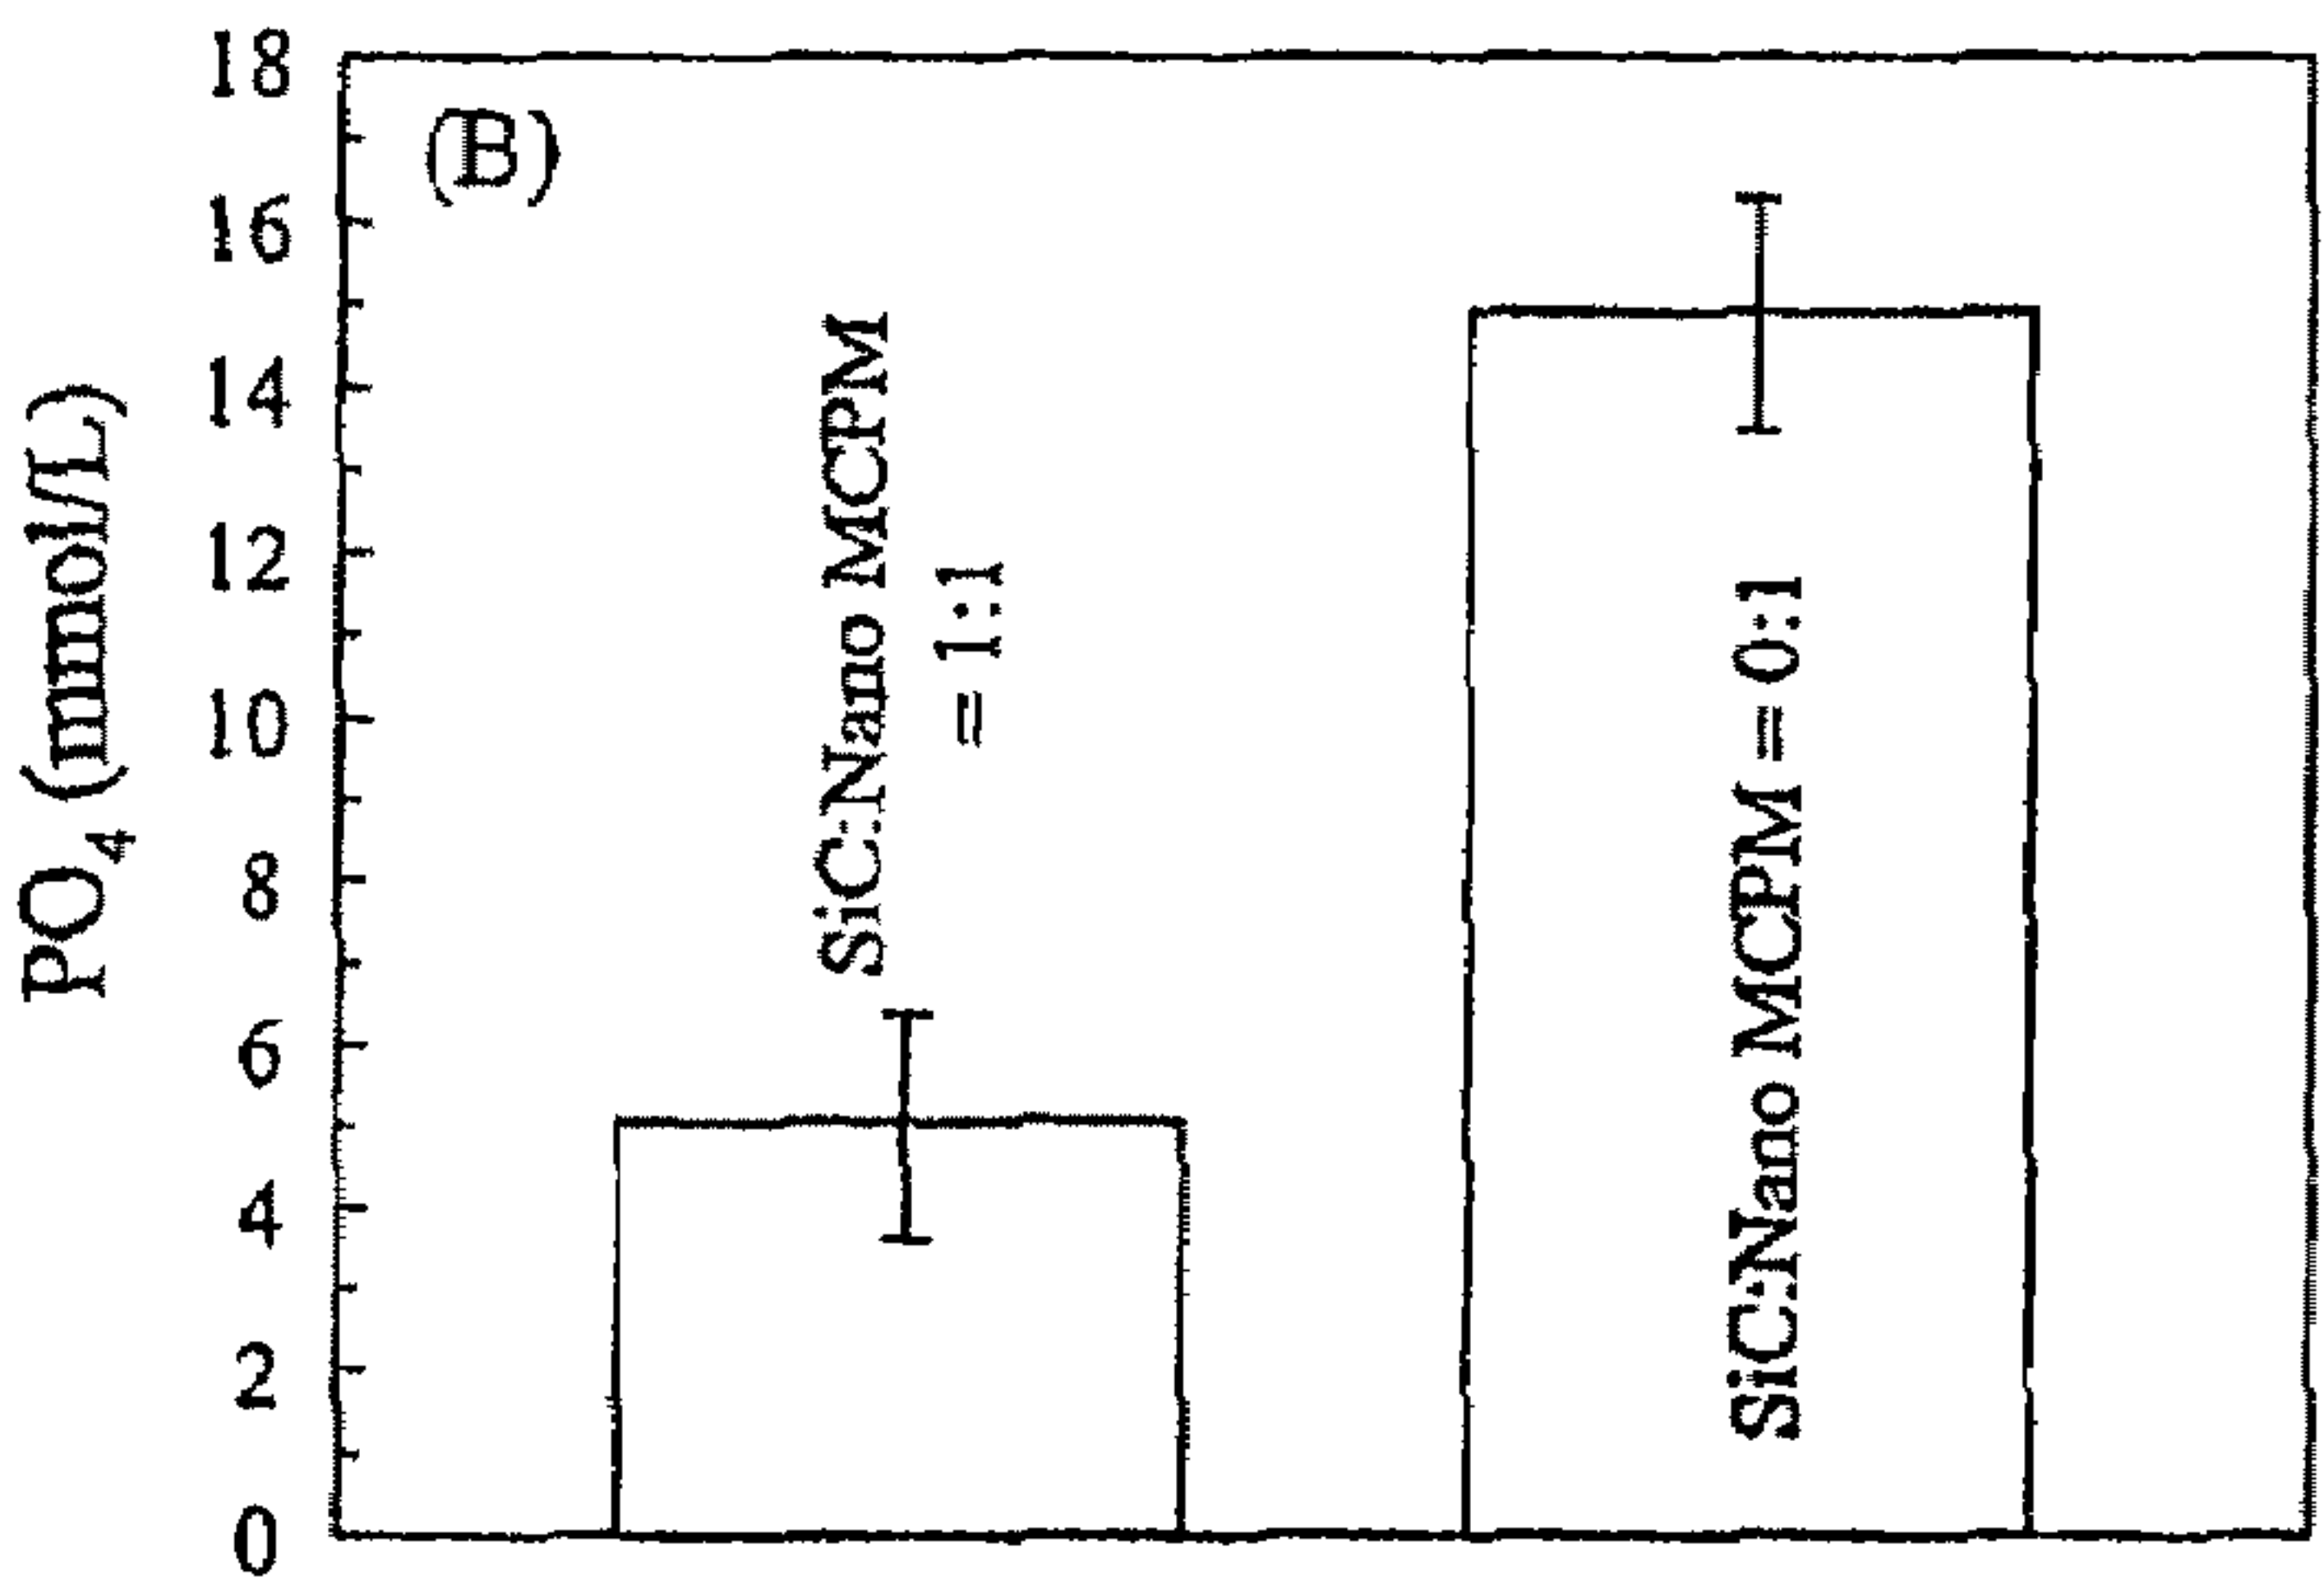 PO4 (mmol/L)
18
16
14
12
10
8
6
4
2
0
(B)
SiC:Nano MCPM
= 1:1
SiC:Nano MCPM = 0:1